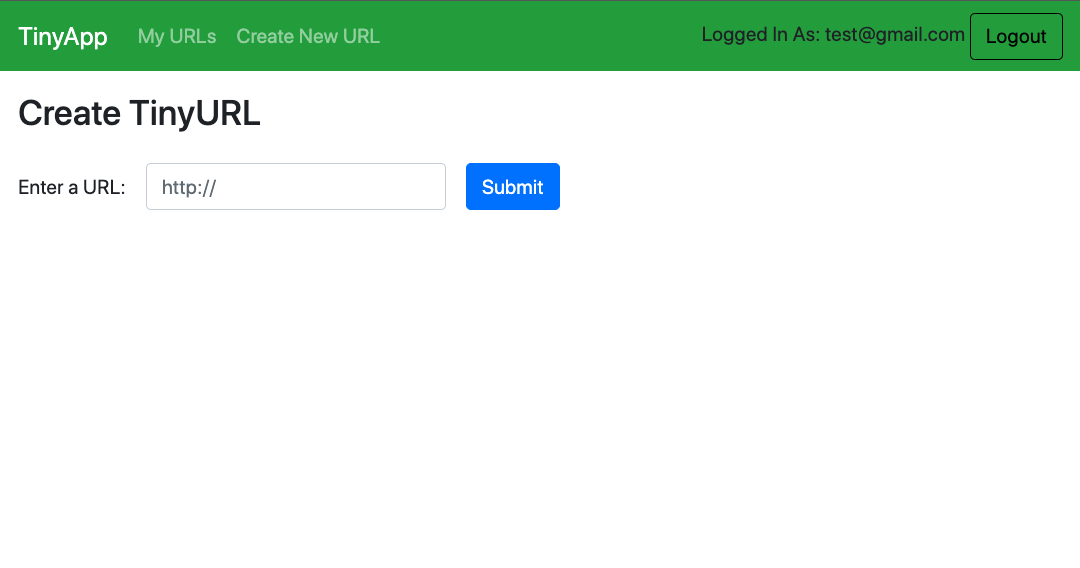 TinyApp My URLs Create New URL Logged In As: test@gmail.com Logout
Create TinyURL
Enter a URL: http:// Submit